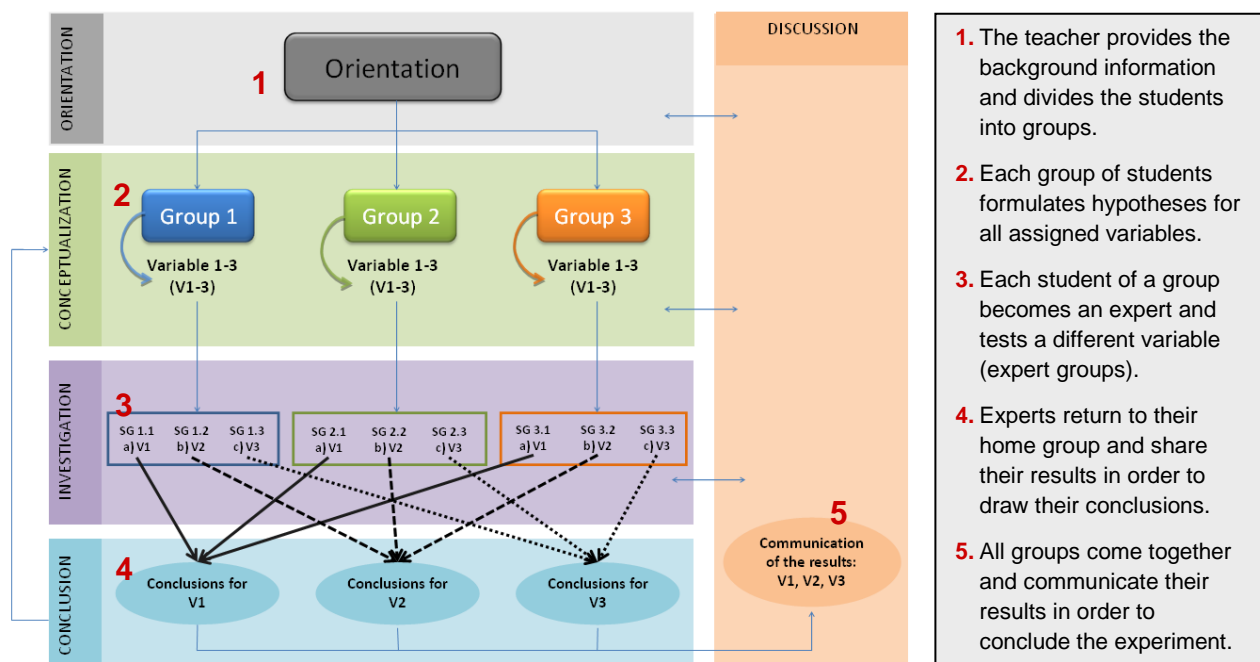 ORIENTATION
1
Orientation
DISCUSSION
CONCEPTUALIZATION
2
Group 1
Group 2
Group 3
Variable 1-3
(V1-3)
Variable 1-3
(V1-3)
Variable 1-3
(V1-3)
INVESTIGATION
3
SG 1.1
a) V1
SG 1.2
b) V2
SG 1.3
c) V3
SG 2.1
a) V1
SG 2.2
b) V2
SG 2.3
c) V3
SG 3.1
a) V1
SG 3.2
b) V2
SG 3.3
c) V3
CONCLUSION
4
Conclusions for
V1
Conclusions for
V2
Conclusions for
V3
5
Communication
of the results:
V1, V2, V3
1. The teacher provides the
background information
and divides the students
into groups.
2. Each group of students
formulates hypotheses for
all assigned variables.
3. Each student of a group
becomes an expert and
tests a different variable
(expert groups).
4. Experts return to their
home group and share
their results in order to
draw their conclusions.
5. All groups come together
and communicate their
results in order to
conclude the experiment.